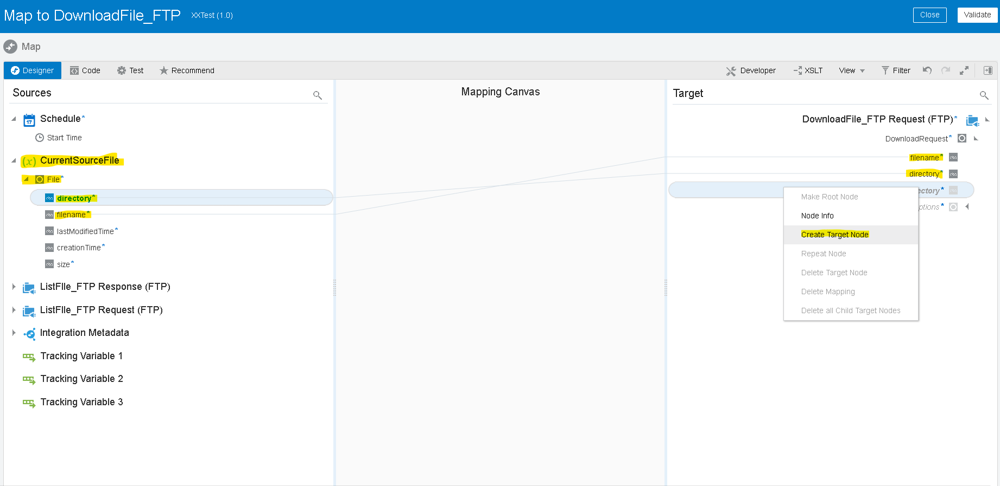 Map to DownloadFile_FTP XXTest (1.0) Close Validate
Map
Designer Code Test Recommend Developer XSLT View Filter
Sources
Mapping Canvas
Target
Schedule*
Start Time
(x) CurrentSourceFile
File*
directory*
filename*
lastModifiedTime*
creationTime*
size*
ListFIle_FTP Response (FTP)
ListFIle_FTP Request (FTP)
Integration Metadata
Tracking Variable 1
Tracking Variable 2
Tracking Variable 3
DownloadFile_FTP Request (FTP)*
DownloadRequest*
filename*
directory*
ectory*
ptions*
Make Root Node
Node Info
Create Target Node
Repeat Node
Delete Target Node
Delete Mapping
Delete all Child Target Nodes